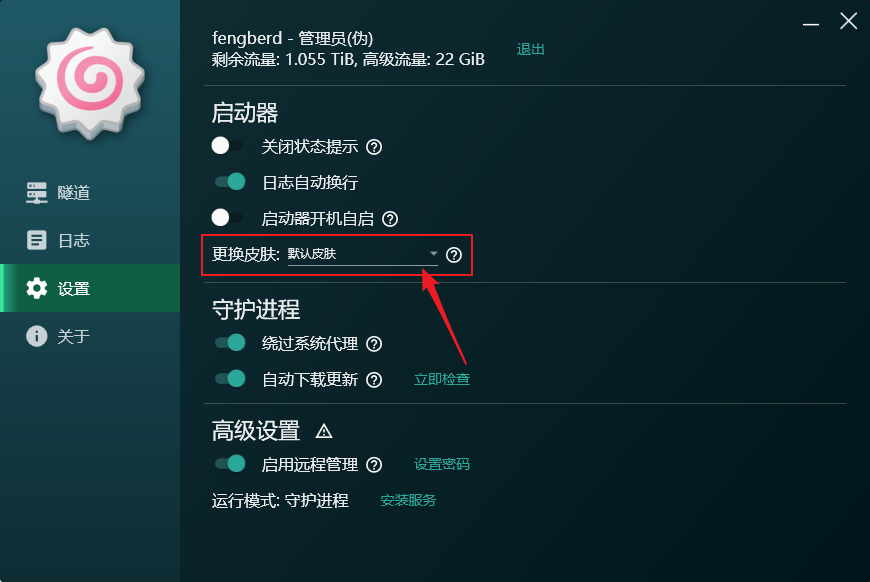 fengberd - 管理员(伪)
剩余流量: 1.055 TiB, 高级流量: 22 GiB
退出
隧道
日志
设置
关于
启动器
关闭状态提示
日志自动换行
启动器开机自启
更换皮肤: 默认皮肤
守护进程
绕过系统代理
自动下载更新 立即检查
高级设置
启用远程管理 设置密码
运行模式: 守护进程 安装服务